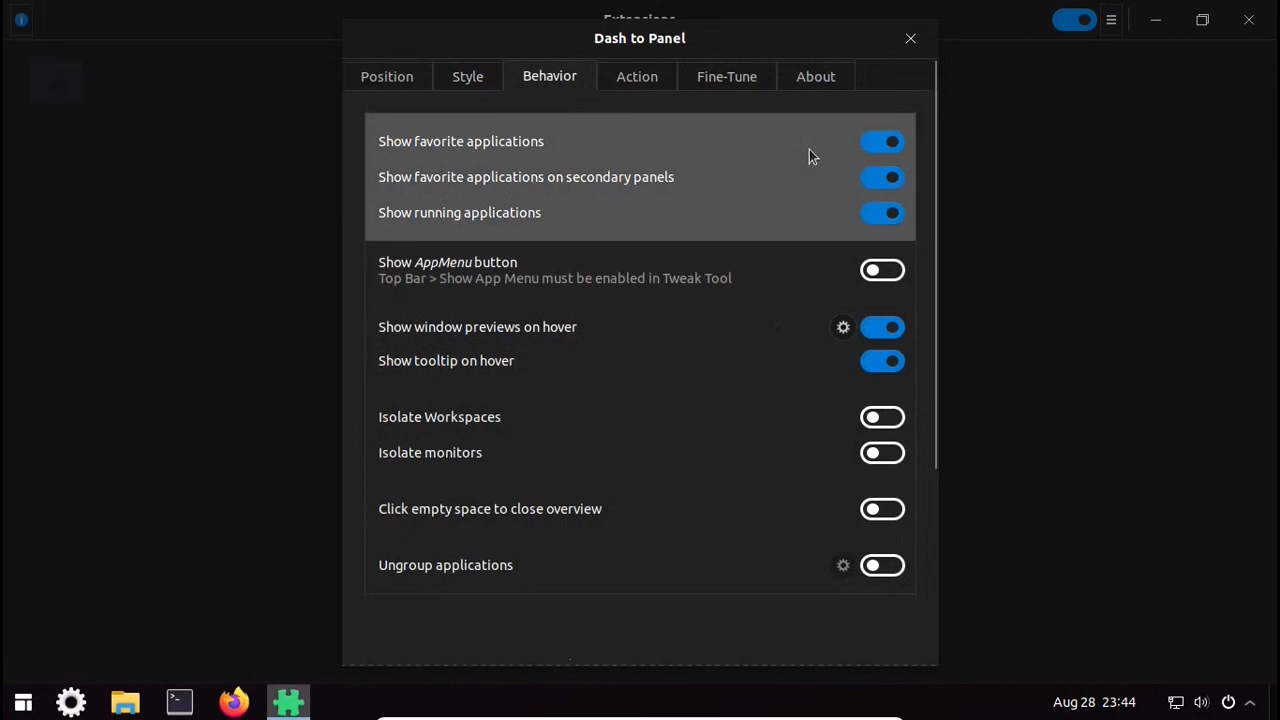 Extensions
Dash to Panel
Position
Style
Behavior
Action
Fine-Tune
About
Show favorite applications
Show favorite applications on secondary panels
Show running applications
Show AppMenu button
Top Bar > Show App Menu must be enabled in Tweak Tool
Show window previews on hover
Show tooltip on hover
Isolate Workspaces
Isolate monitors
Click empty space to close overview
Ungroup applications
Aug 28 23:44